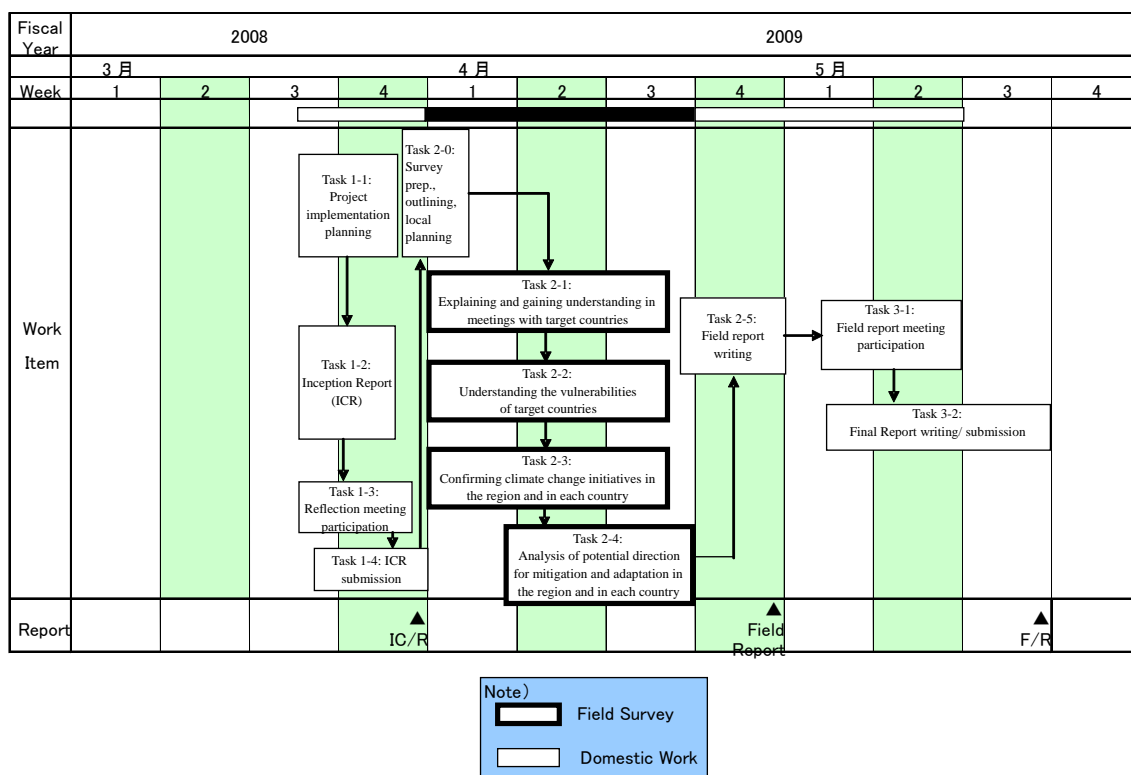 Fiscal
Year
2008
2009
3 月
4 月
5 月
Week
1
2
3
4
1
2
3
4
1
2
3
4
Work
Item
Task 1-1:
Project
implementation
planning
Task 1-2:
Inception Report
(ICR)
Task 1-3:
Reflection meeting
participation
Task 1-4: ICR
submission
Task 2-0:
Survey
prep.,
outlining,
local
planning
Task 2-1:
Explaining and gaining understanding in
meetings with target countries
Task 2-2:
Understanding the vulnerabilities
of target countries
Task 2-3:
Confirming climate change initiatives in
the region and in each country
Task 2-4:
Analysis of potential direction
for mitigation and adaptation in
the region and in each country
Task 2-5:
Field report
writing
Task 3-1:
Field report meeting
participation
Task 3-2:
Final Report writing/ submission
Report
▲
IC/R
▲
Field
Report
▲
F/R
Note)
Field Survey
Domestic Work